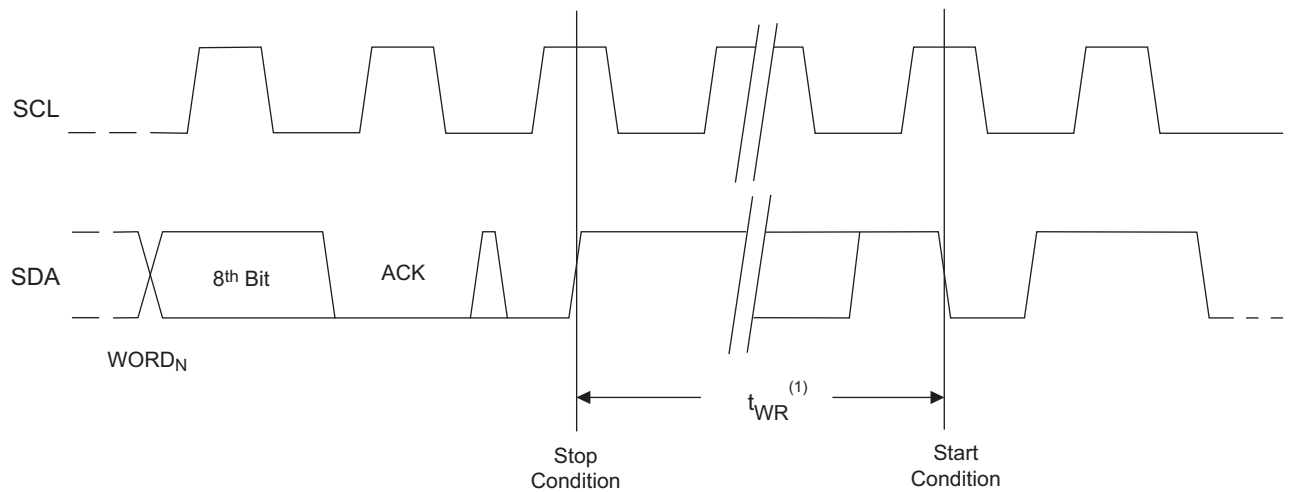 SCL
SDA
8th Bit
ACK
WORDN
tWR(1)
Stop
Condition
Start
Condition